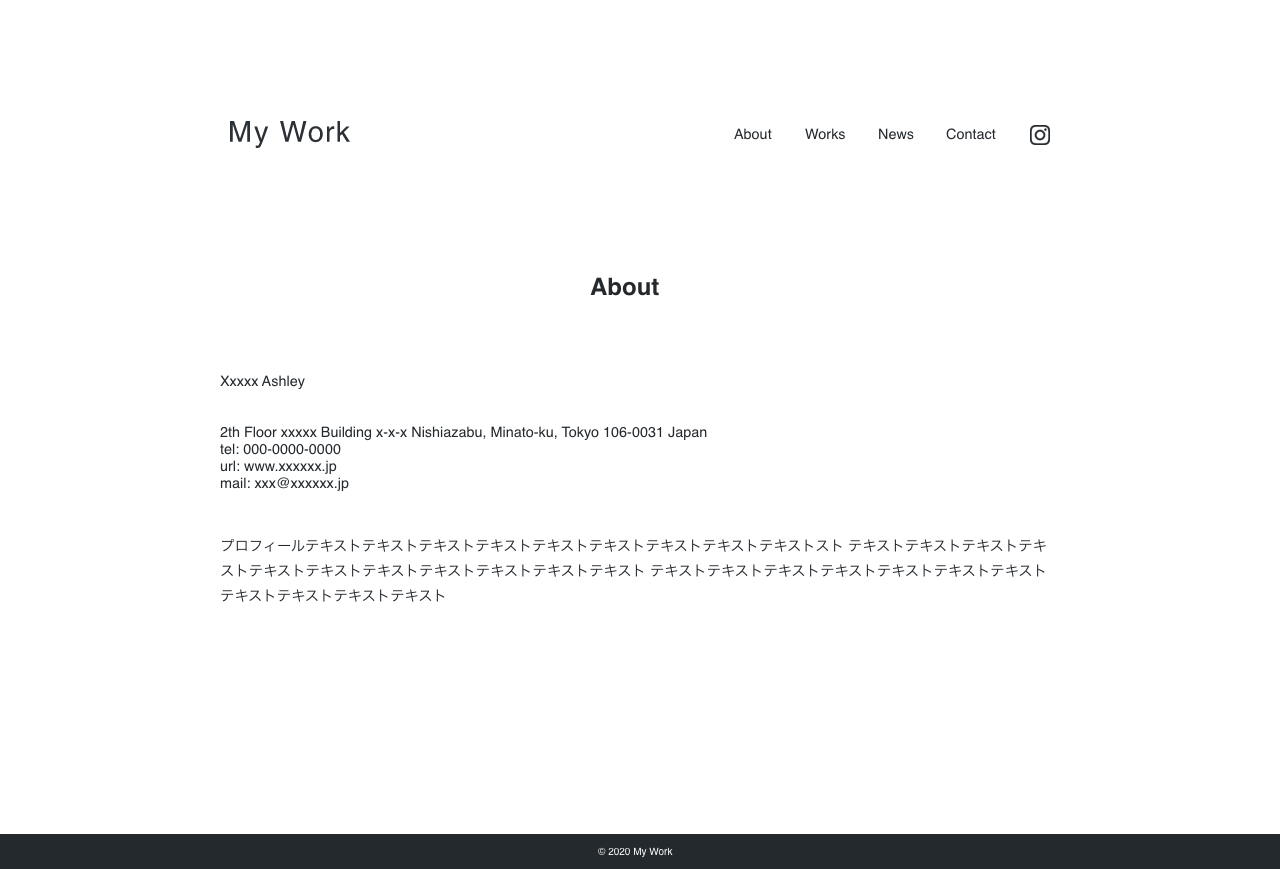 My Work
About
Works
News
Contact
About
Xxxxx Ashley
2th Floor xxxxx Building x-x-x Nishiazabu, Minato-ku, Tokyo 106-0031 Japan
tel: 000-0000-0000
url: www.xxxxxx.jp
mail: xxx@xxxxxx.jp
プロフィールテキストテキストテキストテキストテキストテキストテキストテキストテキストスト テキストテキストテキストテキ
ストテキストテキストテキストテキストテキストテキストテキスト テキストテキストテキストテキストテキストテキストテキスト
テキストテキストテキストテキスト
© 2020 My Work